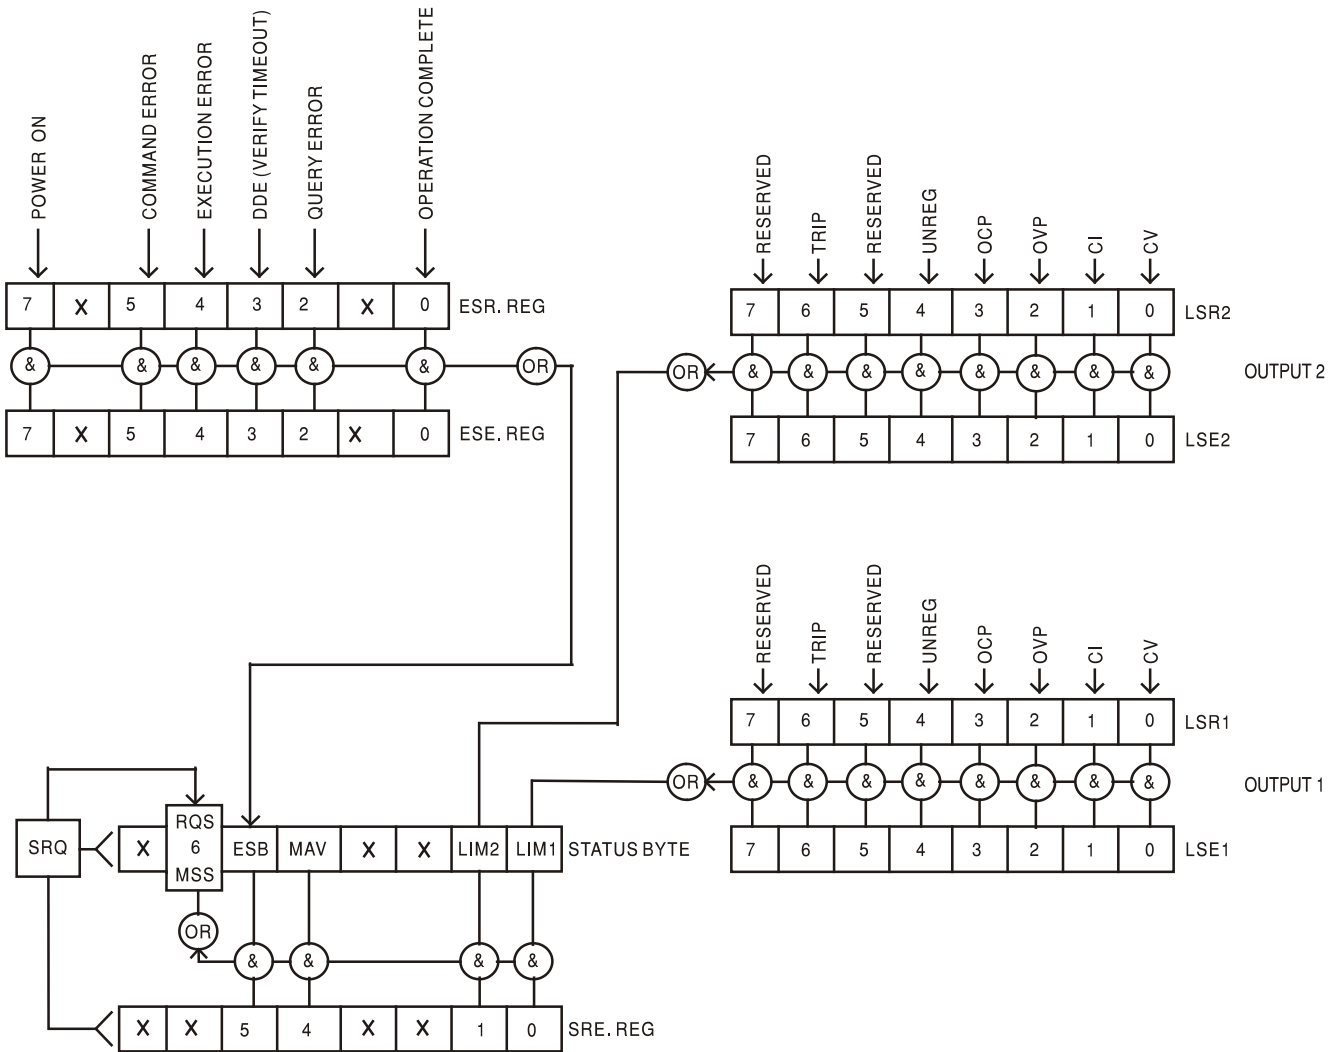 POWER ON
COMMAND ERROR
EXECUTION ERROR
DDE (VERIFY TIMEOUT)
QUERY ERROR
OPERATION COMPLETE
7 X 5 4 3 2 X 0 ESR. REG
& & & & & & OR
7 X 5 4 3 2 X 0 ESE. REG
RESERVED
TRIP
RESERVED
UNREG
OCP
OVP
CI
CV
7 6 5 4 3 2 1 0 LSR2
OR & & & & & & & & OUTPUT 2
7 6 5 4 3 2 1 0 LSE2
RESERVED
TRIP
RESERVED
UNREG
OCP
OVP
CI
CV
7 6 5 4 3 2 1 0 LSR1
OR & & & & & & & & OUTPUT 1
7 6 5 4 3 2 1 0 LSE1
SRQ
X RQS 6 MSS ESB MAV X X LIM2 LIM1 STATUS BYTE
OR
& & & &
X X 5 4 X X 1 0 SRE. REG